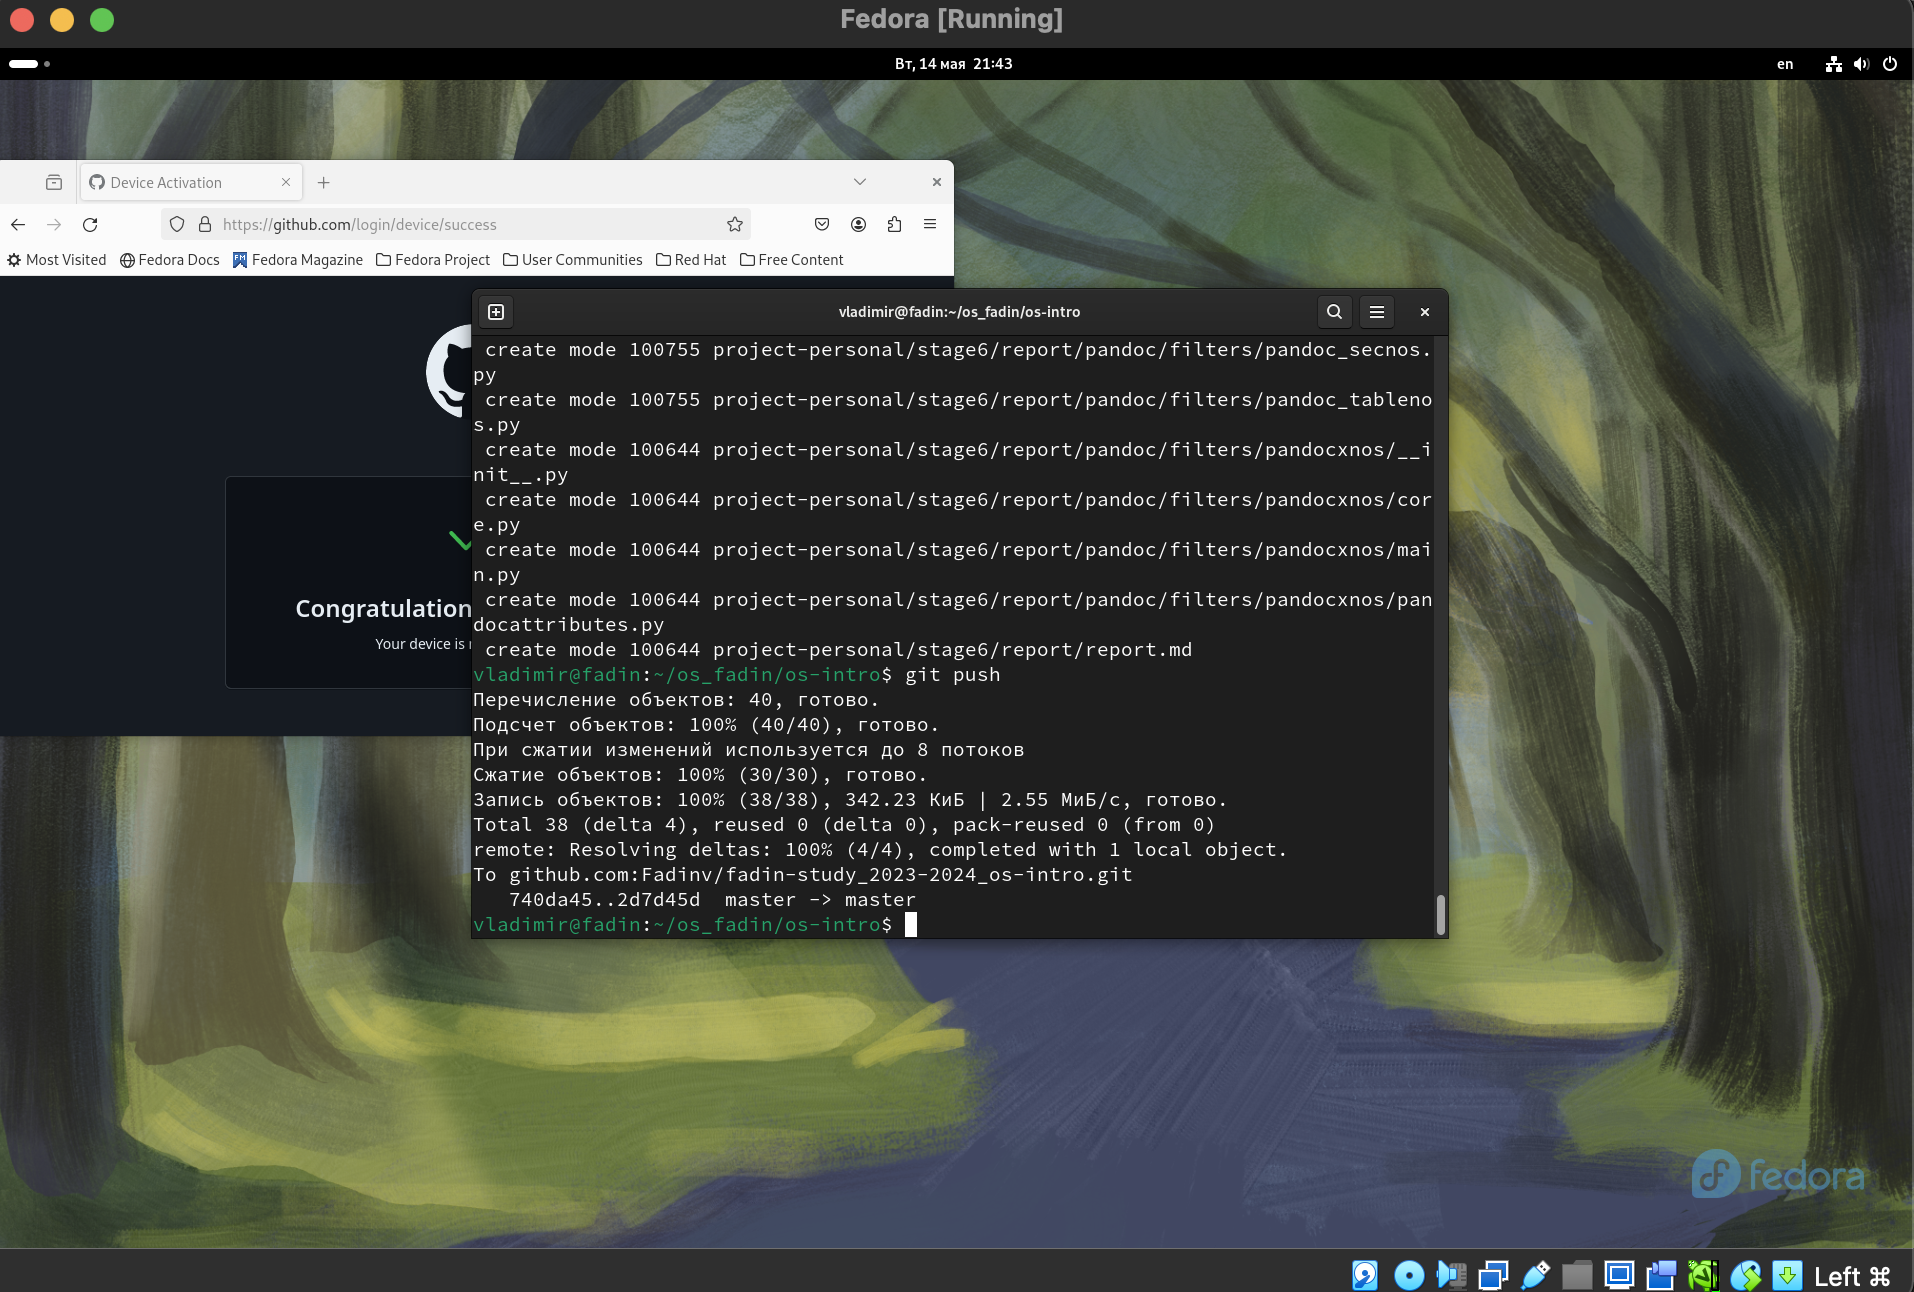 Fedora [Running]
Вт, 14 мая 21:43
en
Device Activation
https://github.com/login/device/success
Most Visited
Fedora Docs
Fedora Magazine
Fedora Project
User Communities
Red Hat
Free Content
Congratulation
Your device is
vladimir@fadin:~/os_fadin/os-intro
create mode 100755 project-personal/stage6/report/pandoc/filters/pandoc_secnos.
py
create mode 100755 project-personal/stage6/report/pandoc/filters/pandoc_tableno
s.py
create mode 100644 project-personal/stage6/report/pandoc/filters/pandocxnos/__i
nit__.py
create mode 100644 project-personal/stage6/report/pandoc/filters/pandocxnos/cor
e.py
create mode 100644 project-personal/stage6/report/pandoc/filters/pandocxnos/mai
n.py
create mode 100644 project-personal/stage6/report/pandoc/filters/pandocxnos/pan
docattributes.py
create mode 100644 project-personal/stage6/report/report.md
vladimir@fadin:~/os_fadin/os-intro$ git push
Перечисление объектов: 40, готово.
Подсчет объектов: 100% (40/40), готово.
При сжатии изменений используется до 8 потоков
Сжатие объектов: 100% (30/30), готово.
Запись объектов: 100% (38/38), 342.23 КиБ | 2.55 МиБ/с, готово.
Total 38 (delta 4), reused 0 (delta 0), pack-reused 0 (from 0)
remote: Resolving deltas: 100% (4/4), completed with 1 local object.
To github.com:Fadinv/fadin-study_2023-2024_os-intro.git
740da45..2d7d45d  master -> master
vladimir@fadin:~/os_fadin/os-intro$
fedora
Left ⌘